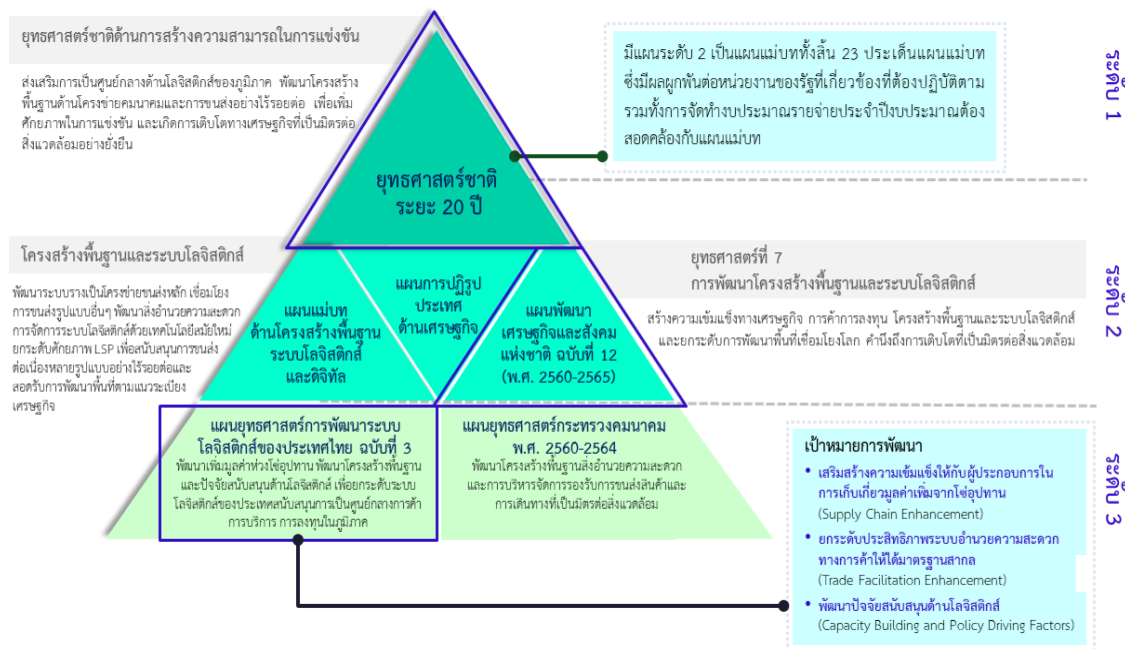 ยุทธศาสตร์ชาติด้านการสร้างความสามารถในการแข่งขัน
ส่งเสริมการเป็นศูนย์กลางด้านโลจิสติกส์ของภูมิภาค พัฒนาโครงสร้าง
พื้นฐานด้านโครงข่ายคมนาคมและการขนส่งอย่างไร้รอยต่อ เพื่อเพิ่ม
ศักยภาพในการแข่งขัน และเกิดการเติบโตทางเศรษฐกิจที่เป็นมิตรต่อ
สิ่งแวดล้อมอย่างยั่งยืน
มีแผนระดับ 2 เป็นแผนแม่บททั้งสิ้น 23 ประเด็นแผนแม่บท
ซึ่งมีผลผูกพันต่อหน่วยงานของรัฐที่เกี่ยวข้องที่ต้องปฏิบัติตาม
รวมทั้งการจัดทำงบประมาณรายจ่ายประจำปีงบประมาณต้อง
สอดคล้องกับแผนแม่บท
ระดับ 1
ยุทธศาสตร์ชาติ
ระยะ 20 ปี
โครงสร้างพื้นฐานและระบบโลจิสติกส์
พัฒนาระบบรางเป็นโครงข่ายขนส่งหลัก เชื่อมโยง
การขนส่งรูปแบบอื่นๆ พัฒนาสิ่งอำนวยความสะดวก
การจัดการระบบโลจิสติกส์ด้วยเทคโนโลยีสมัยใหม่
ยกระดับศักยภาพ LSP เพื่อสนับสนุนการขนส่ง
ต่อเนื่องหลายรูปแบบอย่างไร้รอยต่อและ
สอดรับการพัฒนาพื้นที่ตามแนวระเบียง
เศรษฐกิจ
แผนแม่บท
ด้านโครงสร้างพื้นฐาน
ระบบโลจิสติกส์
และดิจิทัล
แผนการปฏิรูป
ประเทศ
ด้านเศรษฐกิจ
แผนพัฒนา
เศรษฐกิจและสังคม
แห่งชาติ ฉบับที่ 12
(พ.ศ. 2560-2565)
ยุทธศาสตร์ที่ 7
การพัฒนาโครงสร้างพื้นฐานและระบบโลจิสติกส์
สร้างความเข้มแข็งทางเศรษฐกิจ การค้าการลงทุน โครงสร้างพื้นฐานและระบบโลจิสติกส์
และยกระดับการพัฒนาพื้นที่เชื่อมโยงโลก คำนึงถึงการเติบโตที่เป็นมิตรต่อสิ่งแวดล้อม
ระดับ 2
แผนยุทธศาสตร์การพัฒนาระบบ
โลจิสติกส์ของประเทศไทย ฉบับที่ 3
พัฒนาเพิ่มมูลค่าห่วงโซ่อุปทาน พัฒนาโครงสร้างพื้นฐาน
และปัจจัยสนับสนุนด้านโลจิสติกส์ เพื่อยกระดับระบบ
โลจิสติกส์ของประเทศสนับสนุนการเป็นศูนย์กลางการค้า
การบริการ การลงทุนในภูมิภาค
แผนยุทธศาสตร์กระทรวงคมนาคม
พ.ศ. 2560-2564
พัฒนาโครงสร้างพื้นฐานสิ่งอำนวยความสะดวก
และการบริหารจัดการรองรับการขนส่งสินค้าและ
การเดินทางที่เป็นมิตรต่อสิ่งแวดล้อม
เป้าหมายการพัฒนา
• เสริมสร้างความเข้มแข็งให้กับผู้ประกอบการใน
การเก็บเกี่ยวมูลค่าเพิ่มจากโซ่อุปทาน
(Supply Chain Enhancement)
• ยกระดับประสิทธิภาพระบบอำนวยความสะดวก
ทางการค้าให้ได้มาตรฐานสากล
(Trade Facilitation Enhancement)
• พัฒนาปัจจัยสนับสนุนด้านโลจิสติกส์
(Capacity Building and Policy Driving Factors)
ระดับ 3